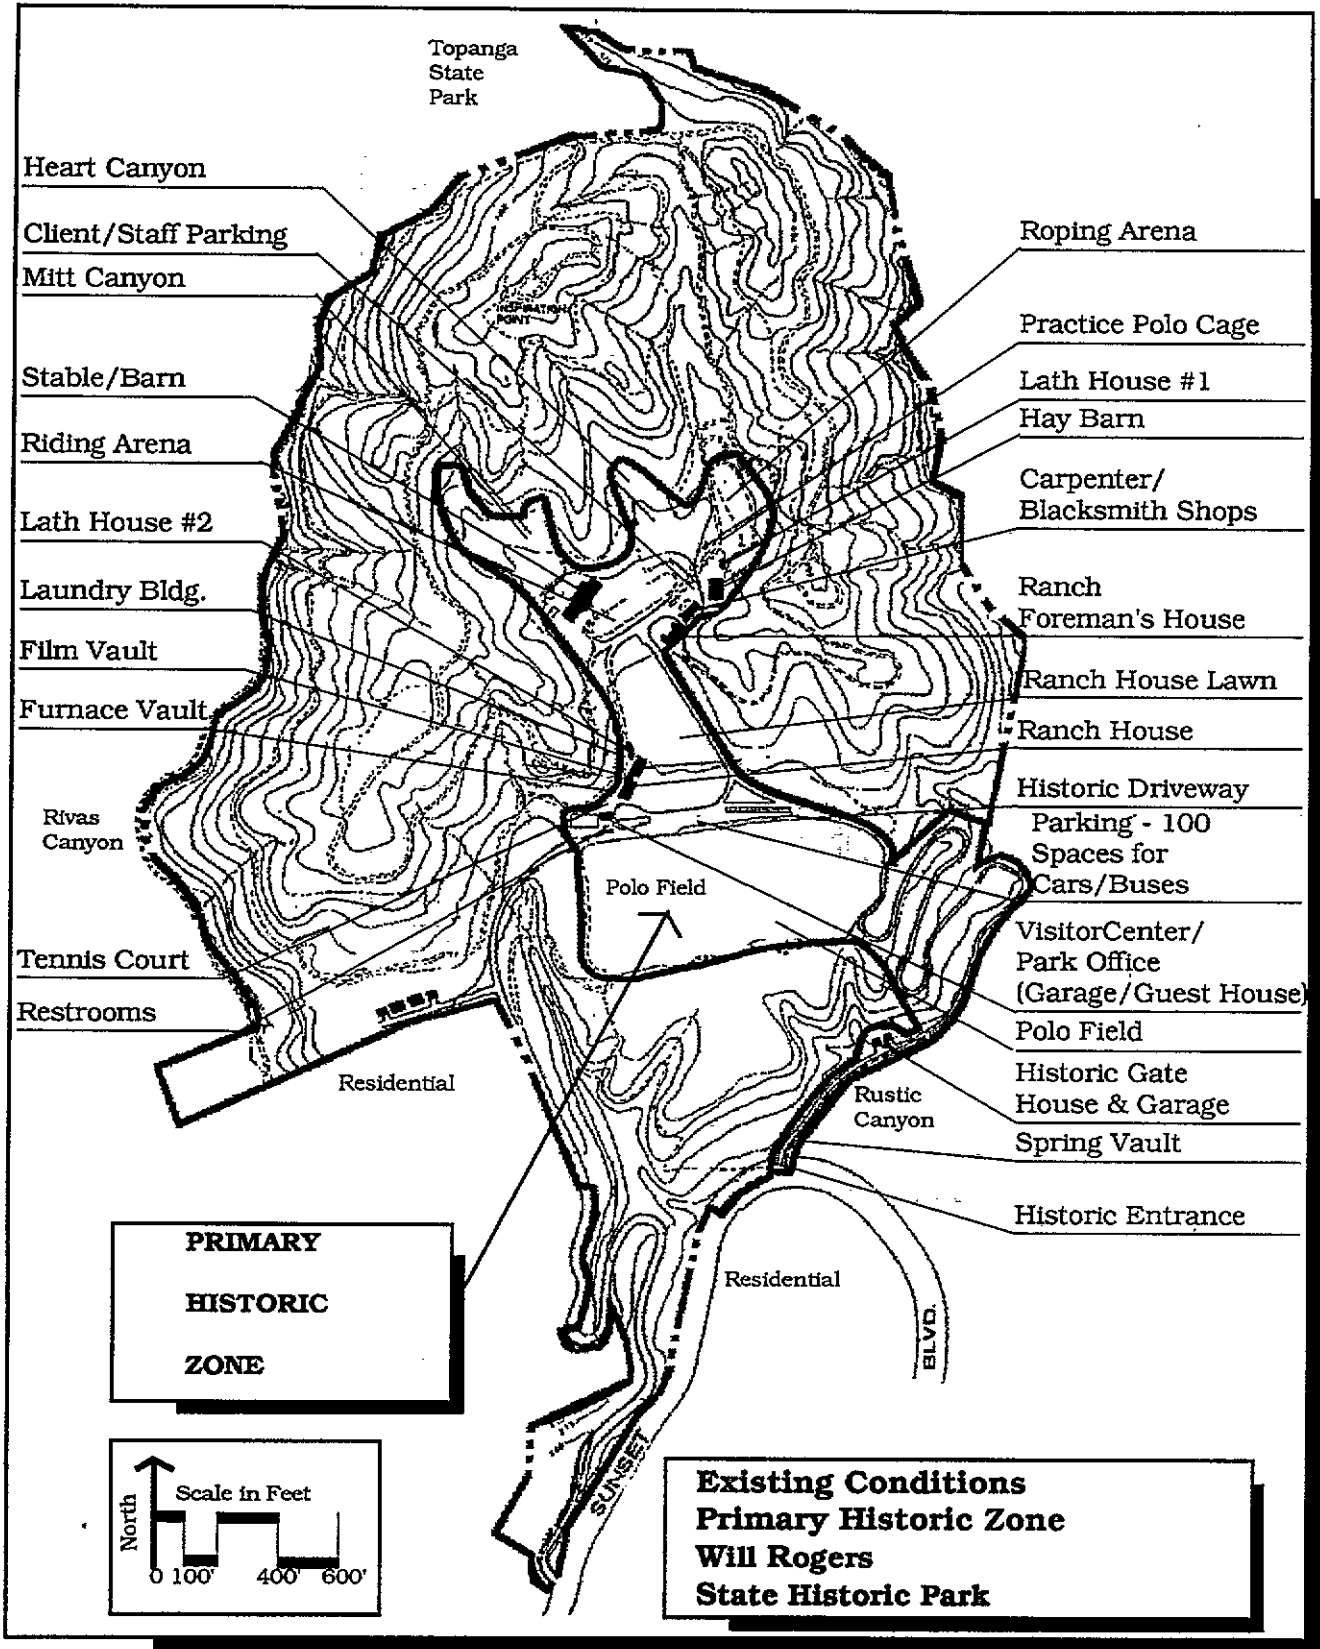 Topanga
State
Park
Heart Canyon
Client/Staff Parking
Mitt Canyon
Stable/Barn
Riding Arena
Lath House #2
Laundry Bldg.
Film Vault
Furnace Vault
Rivas
Canyon
Tennis Court
Restrooms
INSPIRATION
POINT
Roping Arena
Practice Polo Cage
Lath House #1
Hay Barn
Carpenter/
Blacksmith Shops
Ranch
Foreman's House
Ranch House Lawn
Ranch House
Historic Driveway
Parking - 100
Spaces for
Cars/Buses
VisitorCenter/
Park Office
(Garage/Guest House)
Polo Field
Historic Gate
House & Garage
Spring Vault
Historic Entrance
Polo Field
Residential
Rustic
Canyon
Residential
BLVD.
SUNSET
PRIMARY
HISTORIC
ZONE
North
Scale in Feet
0 100' 400' 600'
Existing Conditions
Primary Historic Zone
Will Rogers
State Historic Park